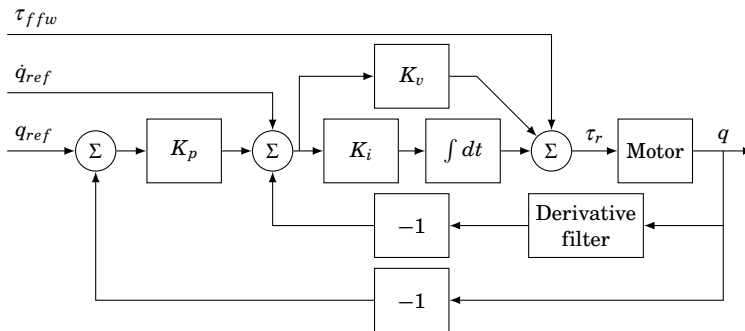 τ_ffw
q̇_ref
K_v
q_ref
Σ
K_p
Σ
K_i
∫ dt
Σ
τ_r
Motor
q
−1
Derivative
filter
−1